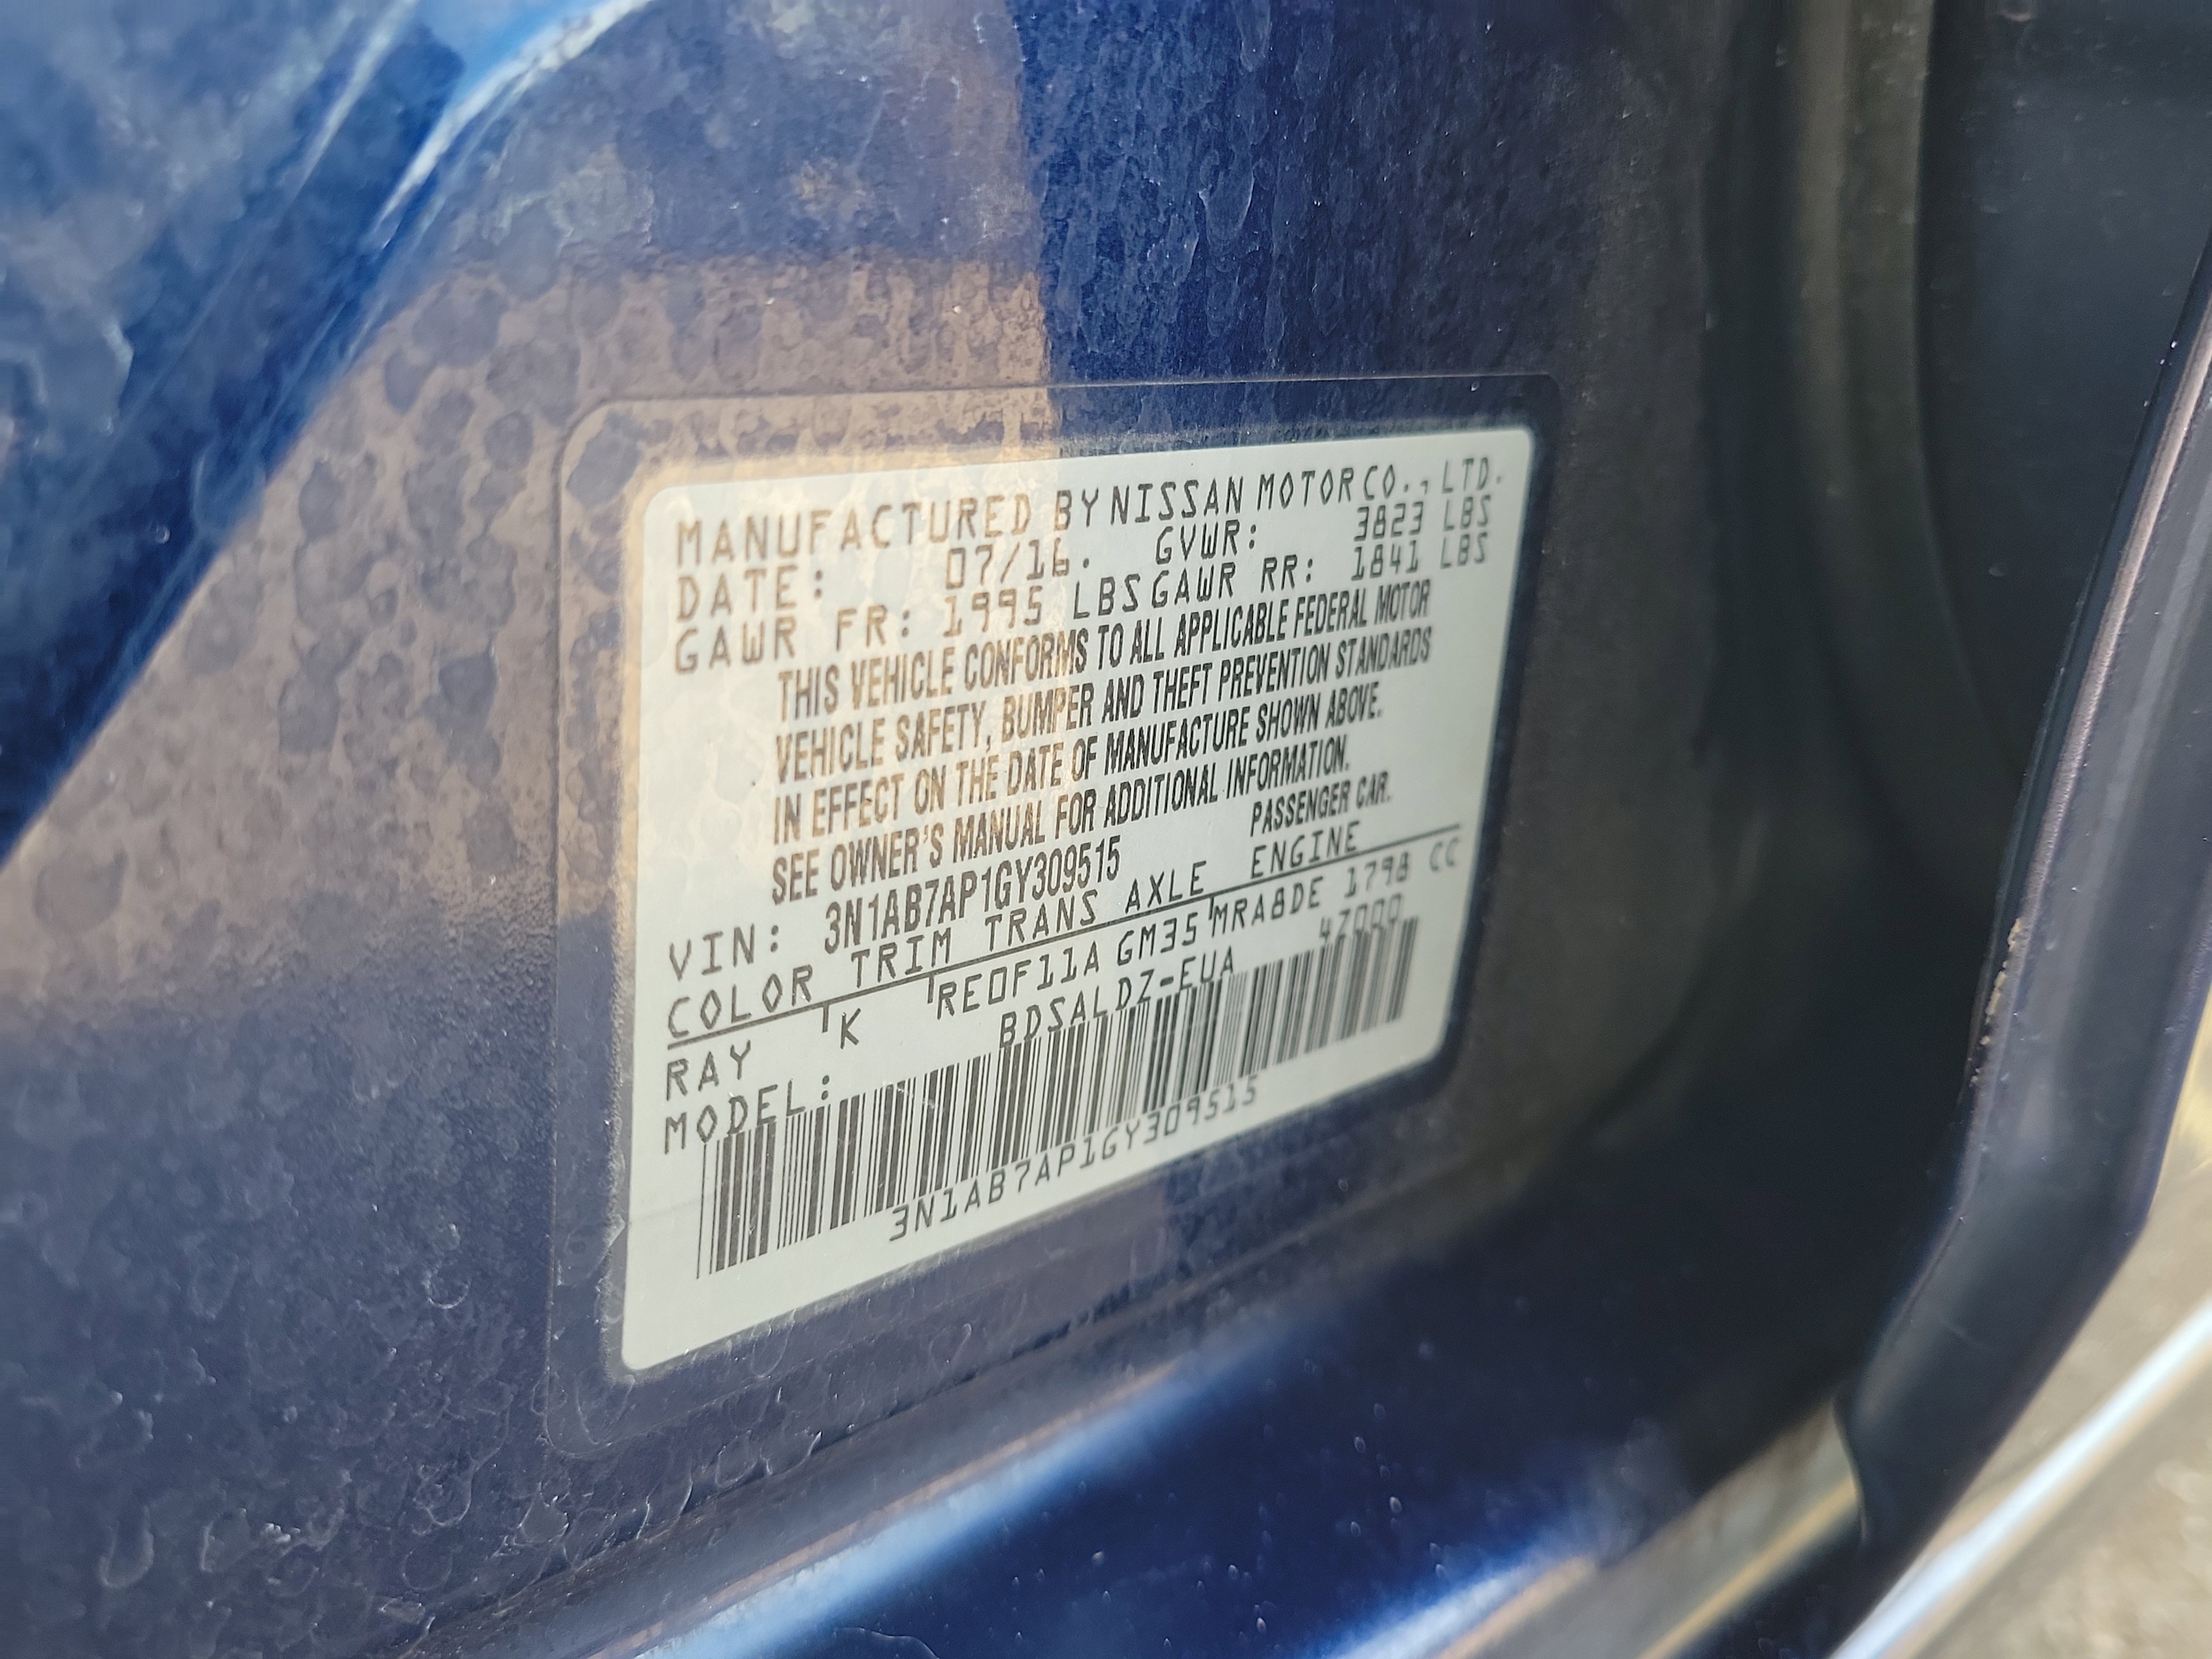 MANUFACTURED BY NISSAN MOTOR CO., LTD.
DATE: 07/16. GVWR: 3823 LBS
GAWR FR: 1995 LBS GAWR RR: 1841 LBS
THIS VEHICLE CONFORMS TO ALL APPLICABLE FEDERAL MOTOR
VEHICLE SAFETY, BUMPER AND THEFT PREVENTION STANDARDS
IN EFFECT ON THE DATE OF MANUFACTURE SHOWN ABOVE.
SEE OWNER'S MANUAL FOR ADDITIONAL INFORMATION.
VIN: 3N1AB7AP1GY309515 PASSENGER CAR.
COLOR TRIM TRANS AXLE ENGINE
RAY K RE0F11A GM35 MRA8DE 1798 CC
MODEL: BDSALDZ-EUA 4Z000
3N1AB7AP1GY309515